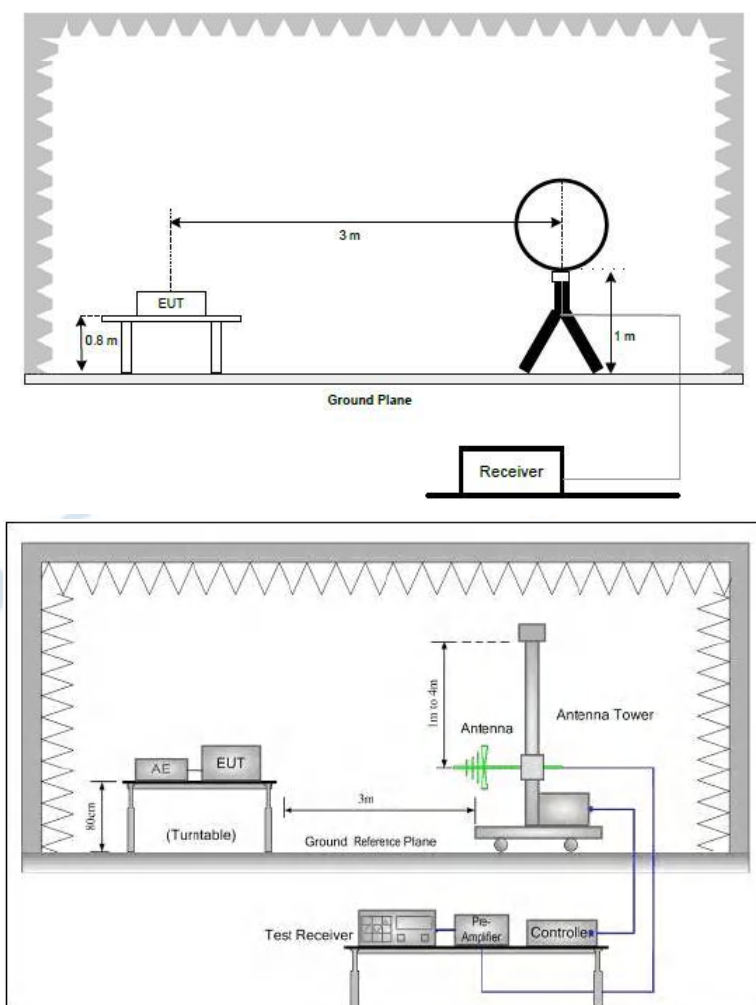 3 m
EUT
0.8 m
1 m
Ground Plane
Receiver
1m to 4m
Antenna
Antenna Tower
AE
EUT
80cm
3m
(Turntable)
Ground Reference Plane
Test Receiver
Pre-
Amplifier
Controller